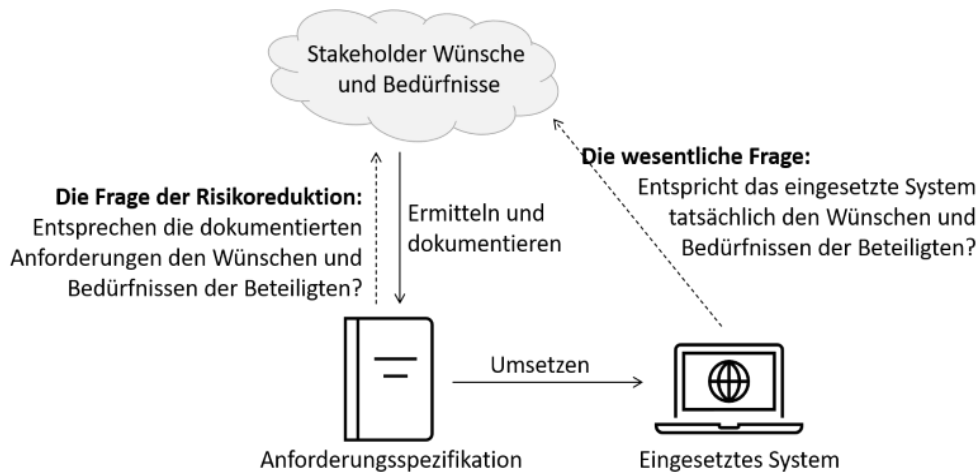 Stakeholder Wünsche
und Bedürfnisse
Die Frage der Risikoreduktion:
Entsprechen die dokumentierten
Anforderungen den Wünschen und
Bedürfnissen der Beteiligten?
Ermitteln und
dokumentieren
Die wesentliche Frage:
Entspricht das eingesetzte System
tatsächlich den Wünschen und
Bedürfnissen der Beteiligten?
Umsetzen
Anforderungsspezifikation
Eingesetztes System